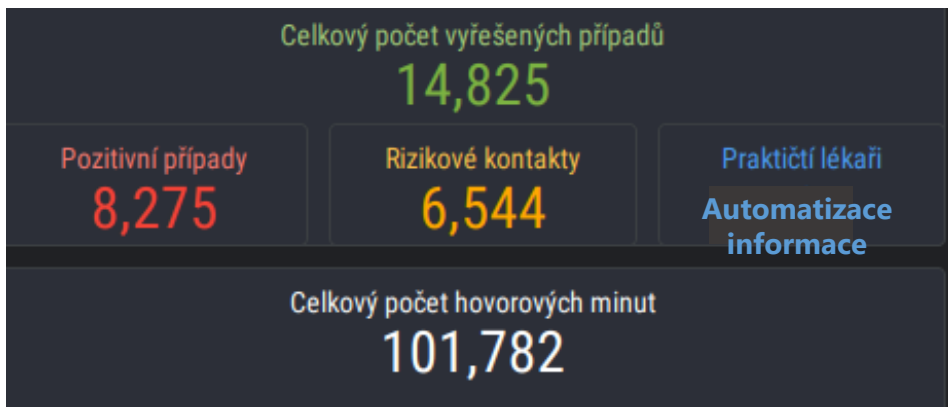 Celkový počet vyřešených případů
14,825
Pozitivní případy
8,275
Rizikové kontakty
6,544
Praktičtí lékaři
Automatizace
informace
Celkový počet hovorových minut
101,782